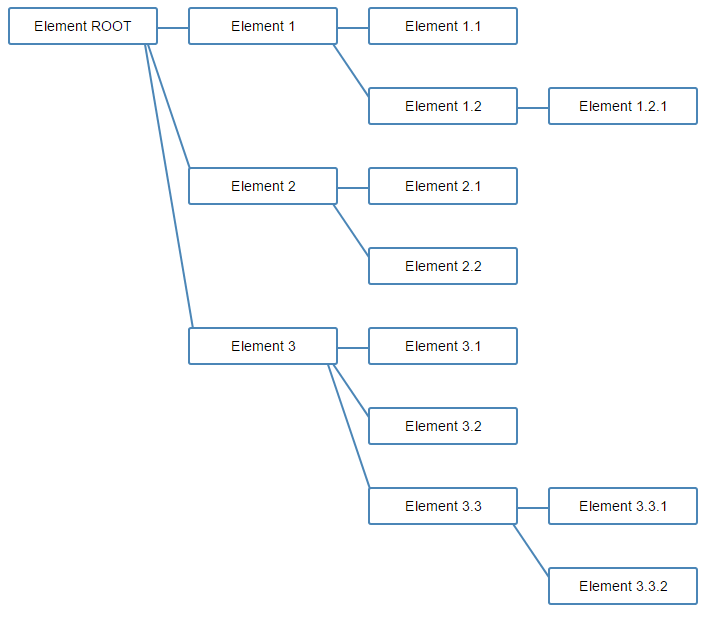 Element ROOT
Element 1
Element 1.1
Element 1.2
Element 1.2.1
Element 2
Element 2.1
Element 2.2
Element 3
Element 3.1
Element 3.2
Element 3.3
Element 3.3.1
Element 3.3.2